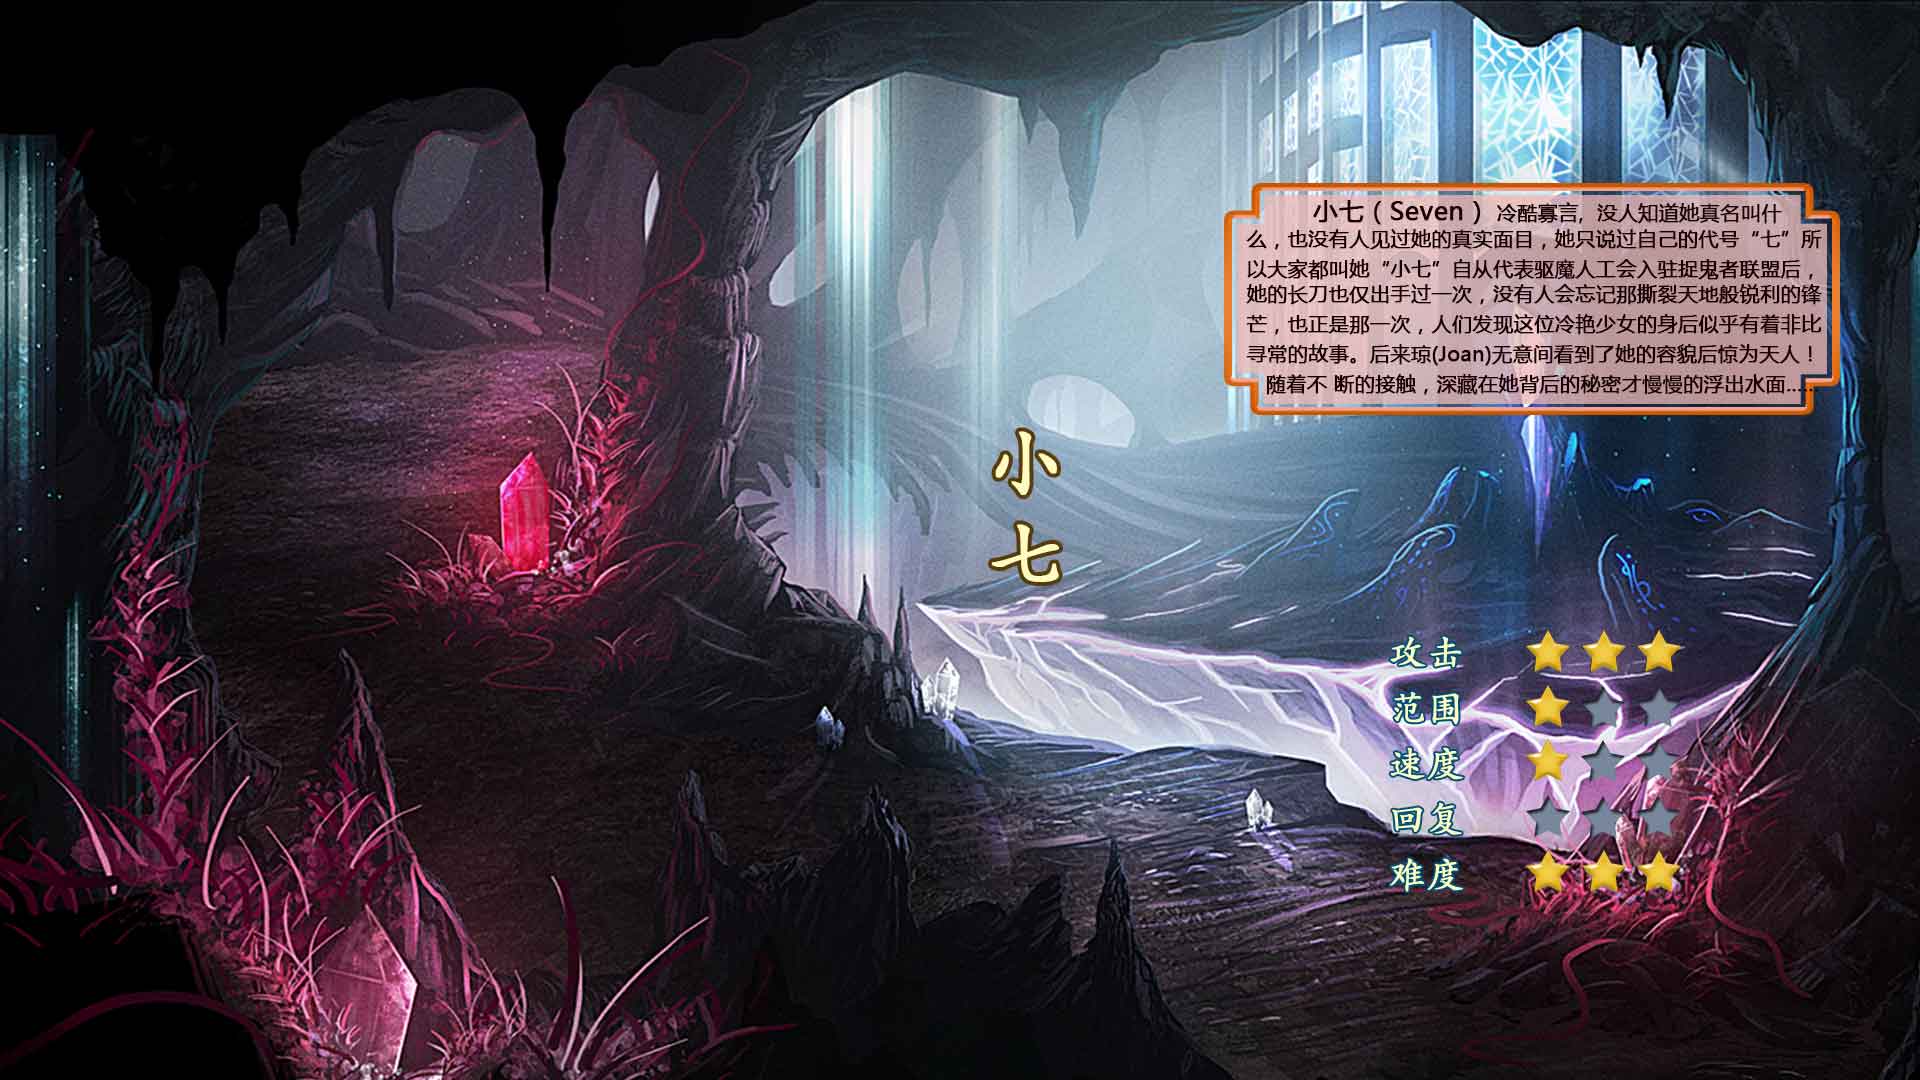 小七（Seven）冷酷寡言，没人知道她真名叫什
么，也没有人见过她的真实面目，她只说过自己的代号“七”所
以大家都叫她“小七”自从代表驱魔人工会入驻捉鬼者联盟后，
她的长刀也仅出手过一次，没有人会忘记那撕裂天地般锐利的锋
芒，也正是那一次，人们发现这位冷艳少女的身后似乎有着非比
寻常的故事。后来琼(Joan)无意间看到了她的容貌后惊为天人！
随着不 断的接触，深藏在她背后的秘密才慢慢的浮出水面......
小
七
攻击
范围
速度
回复
难度